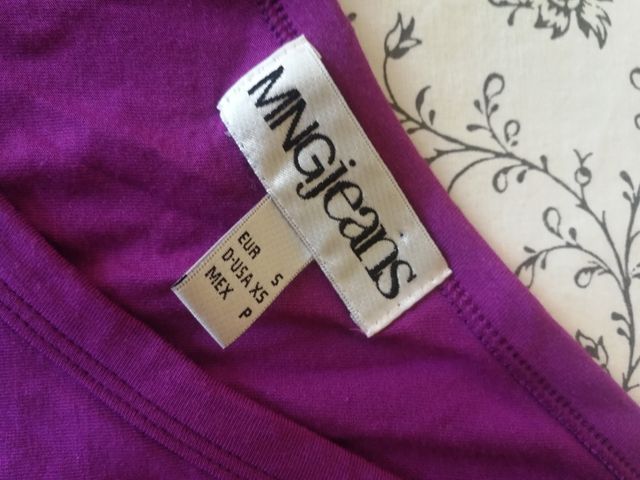 MNGjeans
EUR S
D-USA XS
MEX P